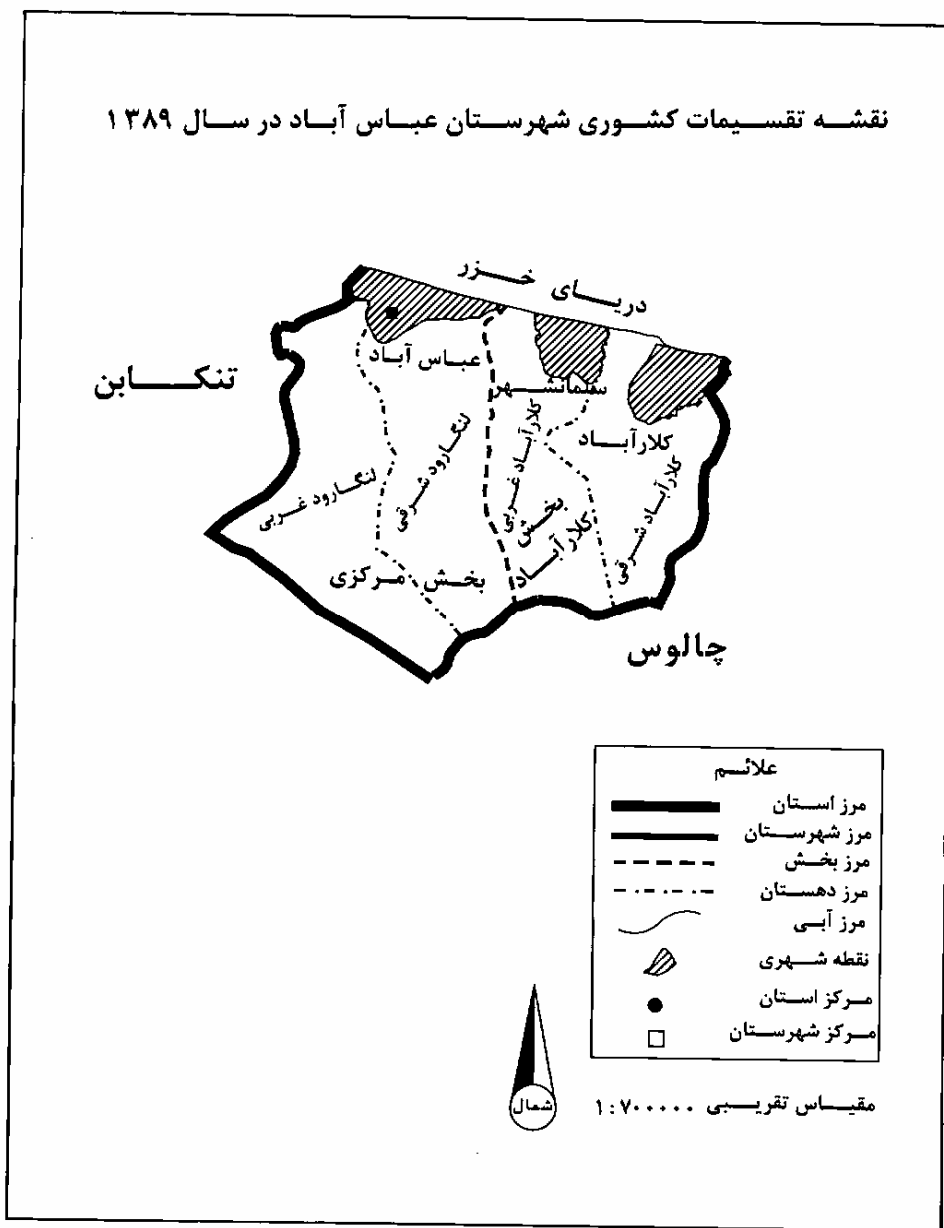 نقشه تقسیمات کشوری شهرستان عباس آباد در سال ۱۳۸۹
دریای خزر
تنکابن
عباس آباد
سلمانشهر
کلارآباد
لنگارود غربی
لنگارود شرقی
کلارآباد غربی
کلارآباد شرقی
بخش
کلارآباد
بخش مرکزی
چالوس
علائم
مرز استان
مرز شهرستان
مرز بخش
مرز دهستان
مرز آبی
نقطه شهری
مرکز استان
مرکز شهرستان
شمال
مقیاس تقریبی ۱:۷۰۰۰۰۰